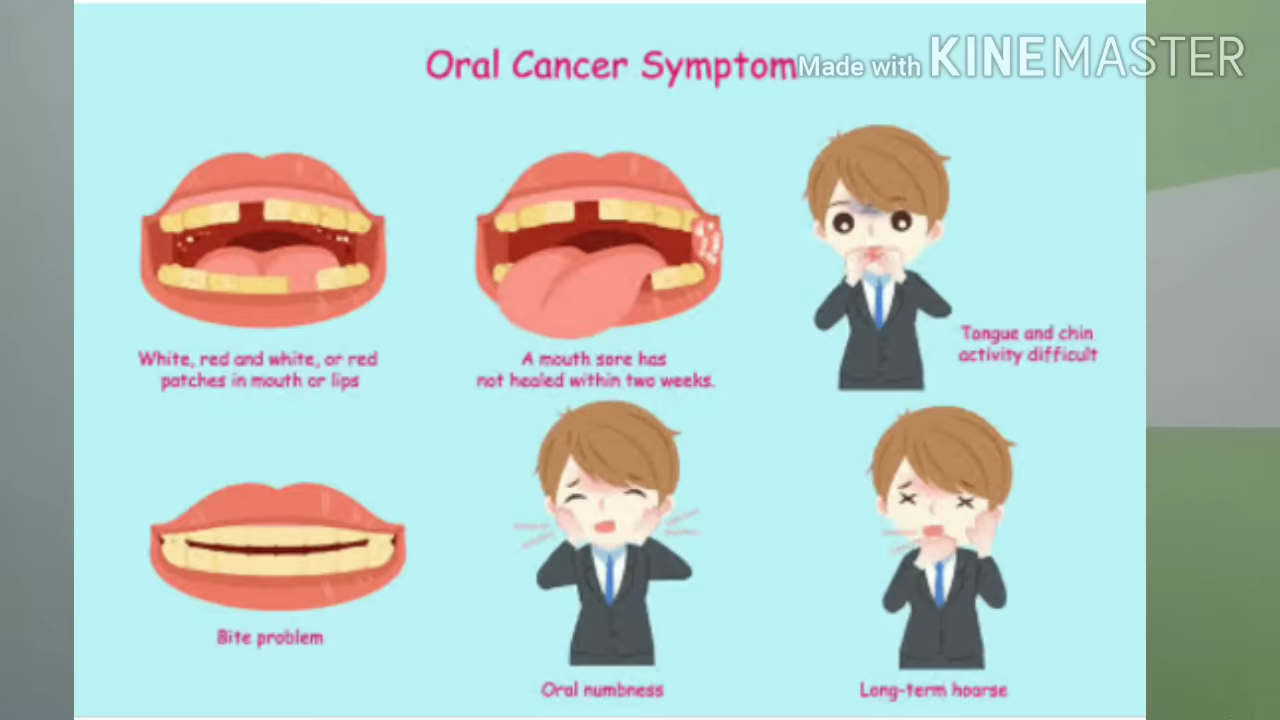 Oral Cancer Symptom
Made with KINEMASTER
White, red and white, or red
patches in mouth or lips
A mouth sore has
not healed within two weeks.
Tongue and chin
activity difficult
Bite problem
Oral numbness
Long-term hoarse